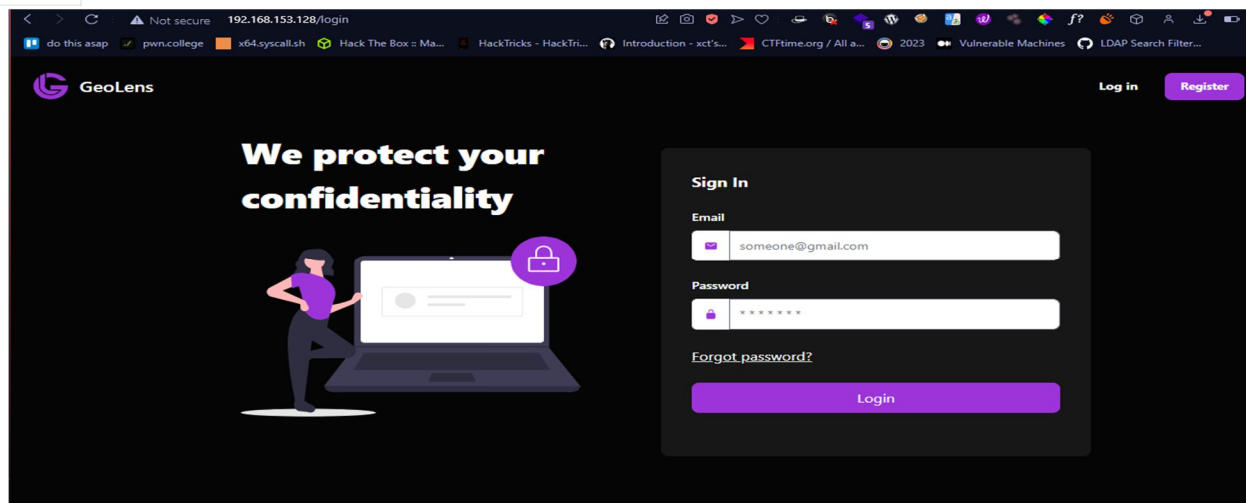 Not secure 192.168.153.128/login
do this asap pwn.college x64.syscall.sh Hack The Box :: Ma... HackTricks - HackTri... Introduction - xct's... CTFtime.org / All a... 2023 Vulnerable Machines LDAP Search Filter...
GeoLens Log in Register
We protect your
confidentiality
Sign In
Email
someone@gmail.com
Password
* * * * * * *
Forgot password?
Login